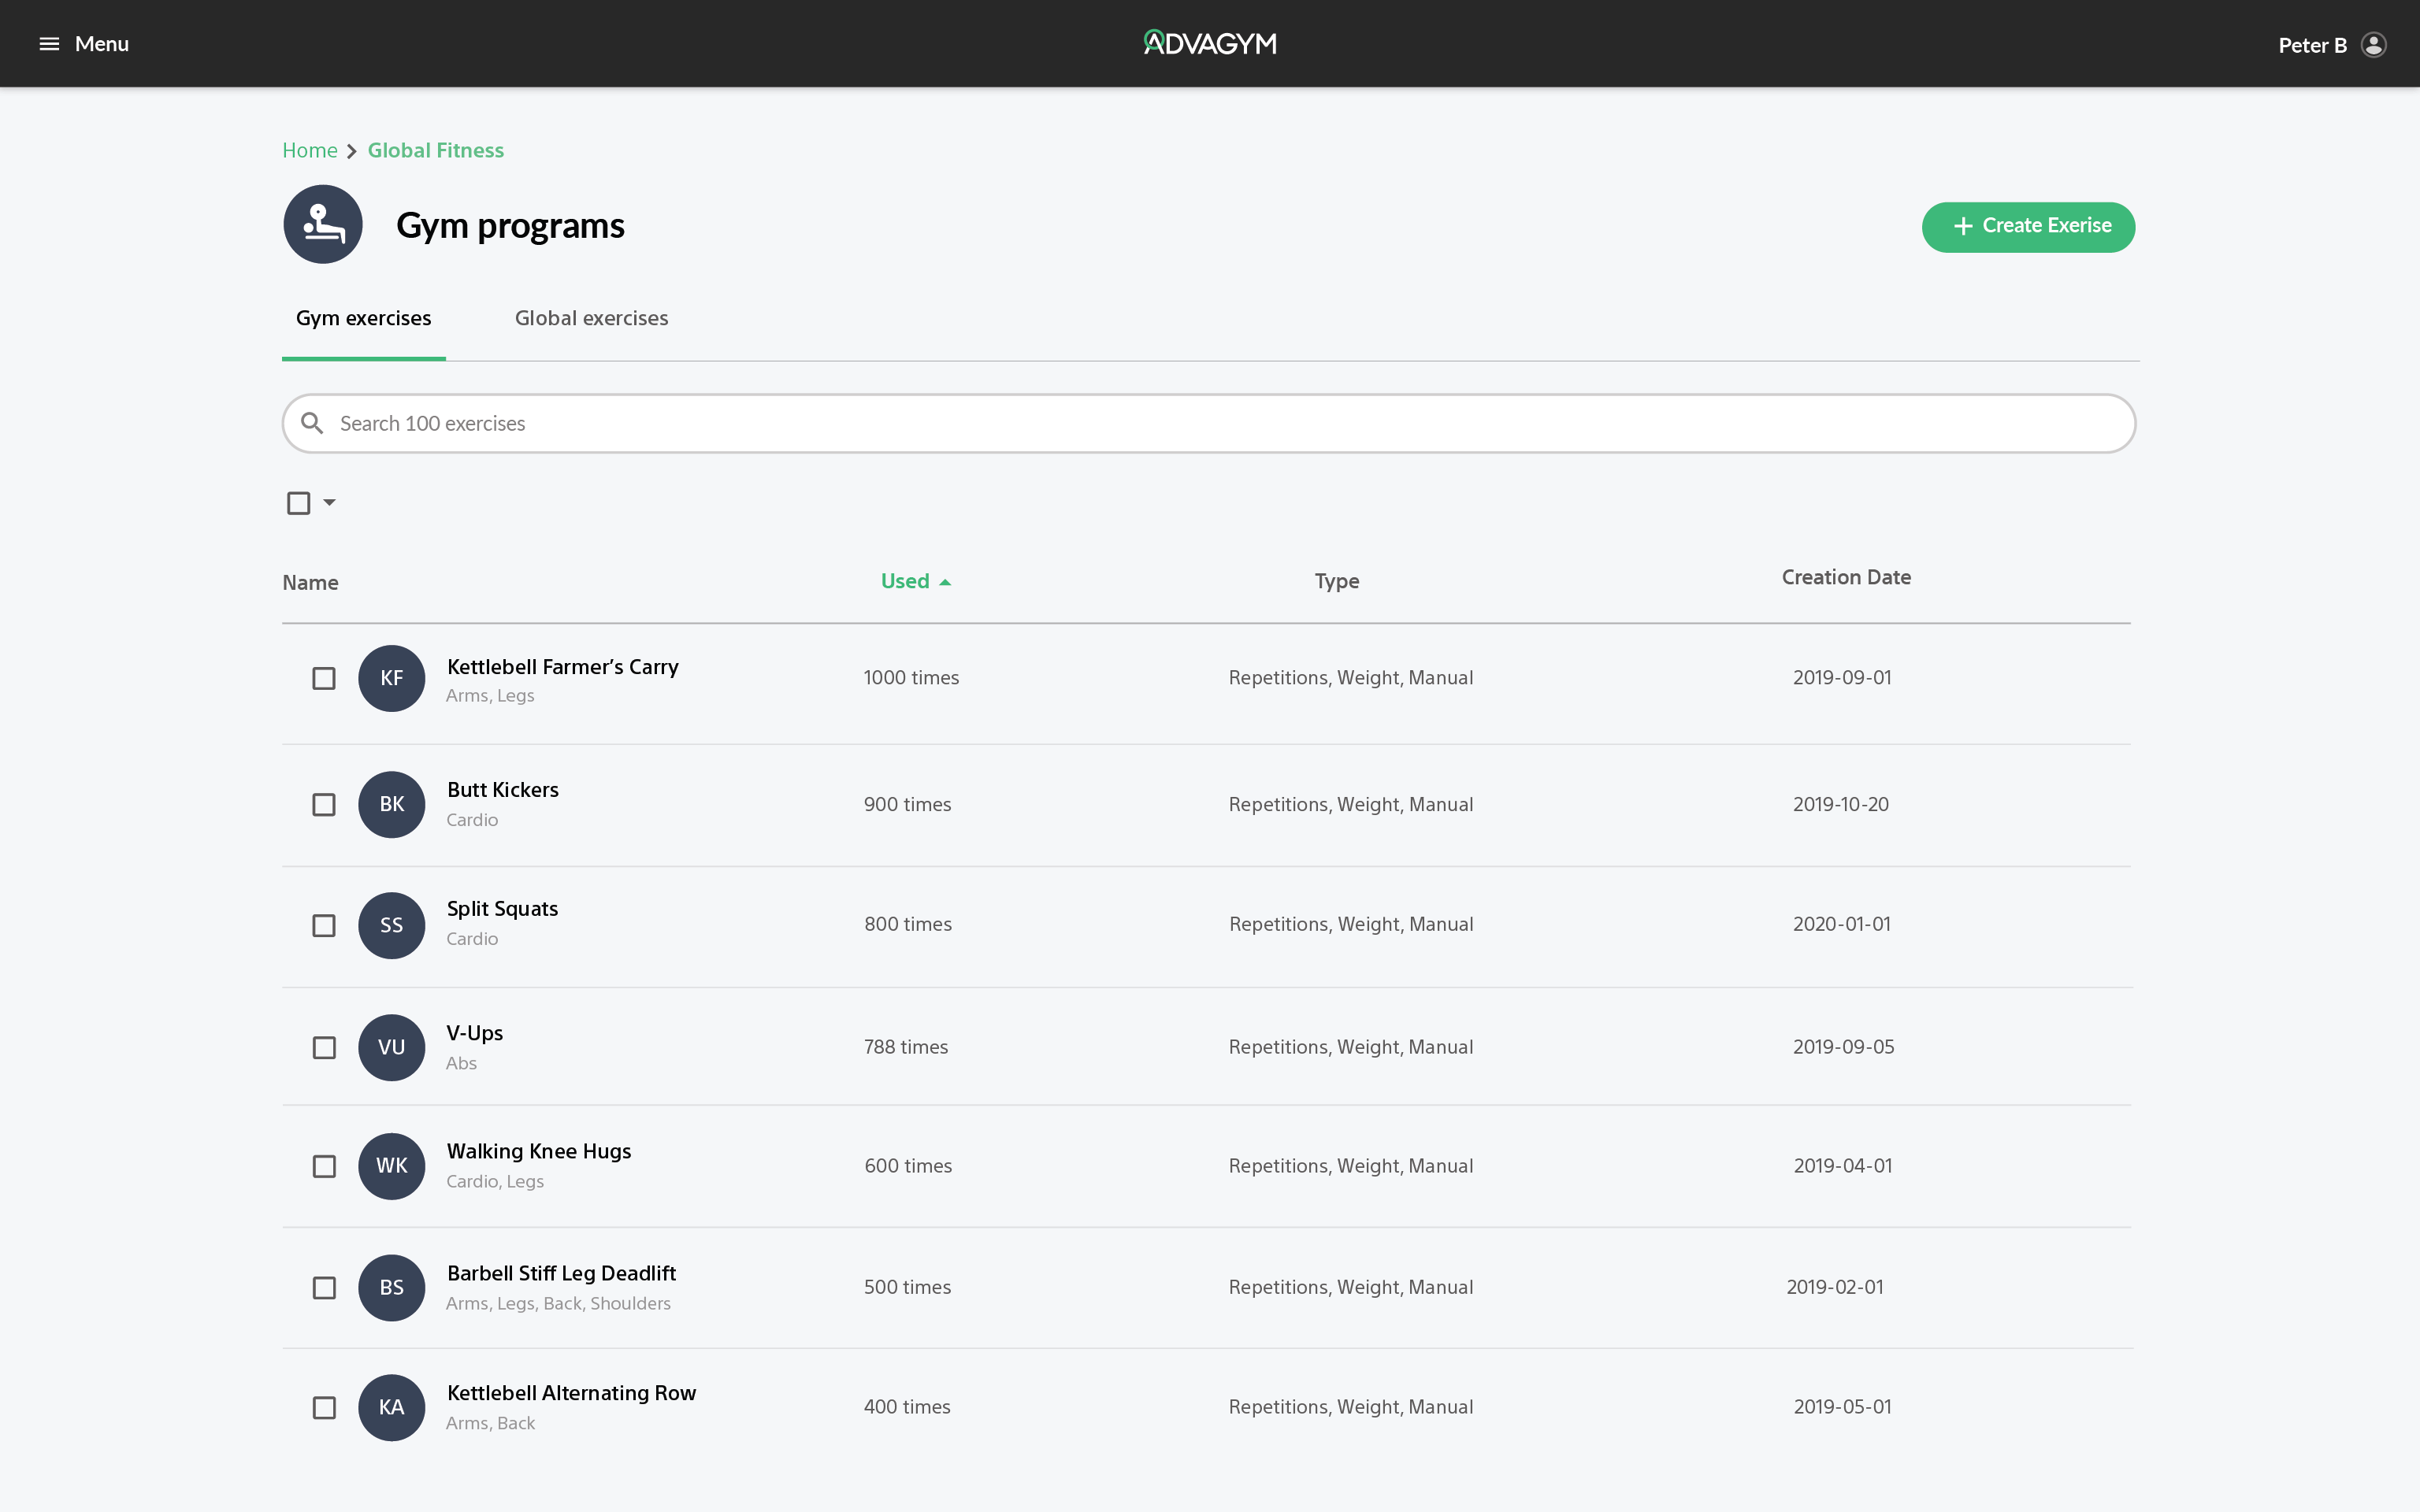 Menu
ADVAGYM
Peter B
Home > Global Fitness
Gym programs
+ Create Exerise
Gym exercises
Global exercises
Search 100 exercises
Name
Used
Type
Creation Date
KF
Kettlebell Farmer’s Carry
Arms, Legs
1000 times
Repetitions, Weight, Manual
2019-09-01
BK
Butt Kickers
Cardio
900 times
Repetitions, Weight, Manual
2019-10-20
SS
Split Squats
Cardio
800 times
Repetitions, Weight, Manual
2020-01-01
VU
V-Ups
Abs
788 times
Repetitions, Weight, Manual
2019-09-05
WK
Walking Knee Hugs
Cardio, Legs
600 times
Repetitions, Weight, Manual
2019-04-01
BS
Barbell Stiff Leg Deadlift
Arms, Legs, Back, Shoulders
500 times
Repetitions, Weight, Manual
2019-02-01
KA
Kettlebell Alternating Row
Arms, Back
400 times
Repetitions, Weight, Manual
2019-05-01